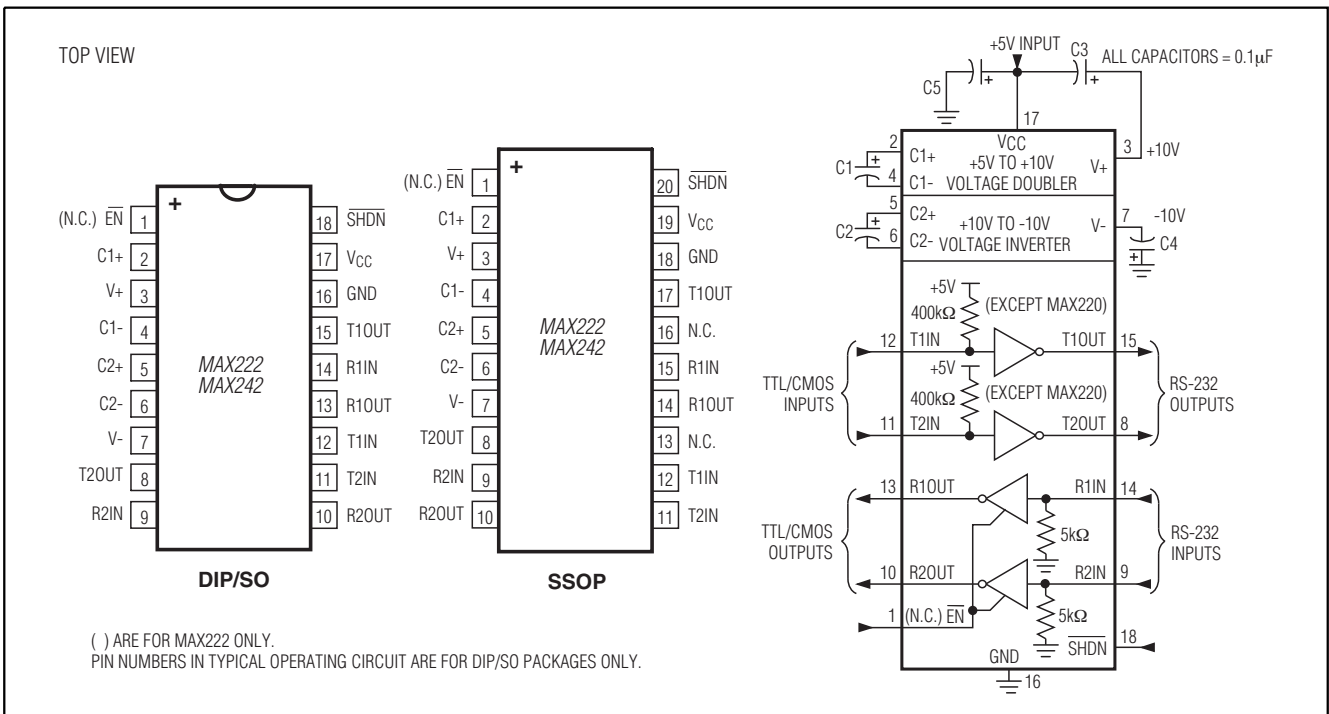 TOP VIEW
+
(N.C.) EN 1
C1+ 2
V+ 3
C1- 4
C2+ 5
C2- 6
V- 7
T2OUT 8
R2IN 9
18 SHDN
17 VCC
16 GND
15 T1OUT
14 R1IN
13 R1OUT
12 T1IN
11 T2IN
10 R2OUT
MAX222
MAX242
DIP/SO
+
(N.C.) EN 1
C1+ 2
V+ 3
C1- 4
C2+ 5
C2- 6
V- 7
T2OUT 8
R2IN 9
R2OUT 10
20 SHDN
19 VCC
18 GND
17 T1OUT
16 N.C.
15 R1IN
14 R1OUT
13 N.C.
12 T1IN
11 T2IN
MAX222
MAX242
SSOP
( ) ARE FOR MAX222 ONLY.
PIN NUMBERS IN TYPICAL OPERATING CIRCUIT ARE FOR DIP/SO PACKAGES ONLY.
+5V INPUT
C3
ALL CAPACITORS = 0.1µF
C5
+
+
17
VCC
2
C1+
C1
+
4
C1-
+5V TO +10V
VOLTAGE DOUBLER
V+
3
+10V
5
C2+
C2
+
6
C2-
+10V TO -10V
VOLTAGE INVERTER
V-
7
-10V
C4
+
+5V
400kΩ
(EXCEPT MAX220)
12 T1IN
T1OUT 15
+5V
400kΩ
(EXCEPT MAX220)
11 T2IN
T2OUT 8
TTL/CMOS
INPUTS
RS-232
OUTPUTS
13 R1OUT
R1IN 14
5kΩ
10 R2OUT
R2IN 9
5kΩ
TTL/CMOS
OUTPUTS
RS-232
INPUTS
1 (N.C.) EN
SHDN 18
GND
16